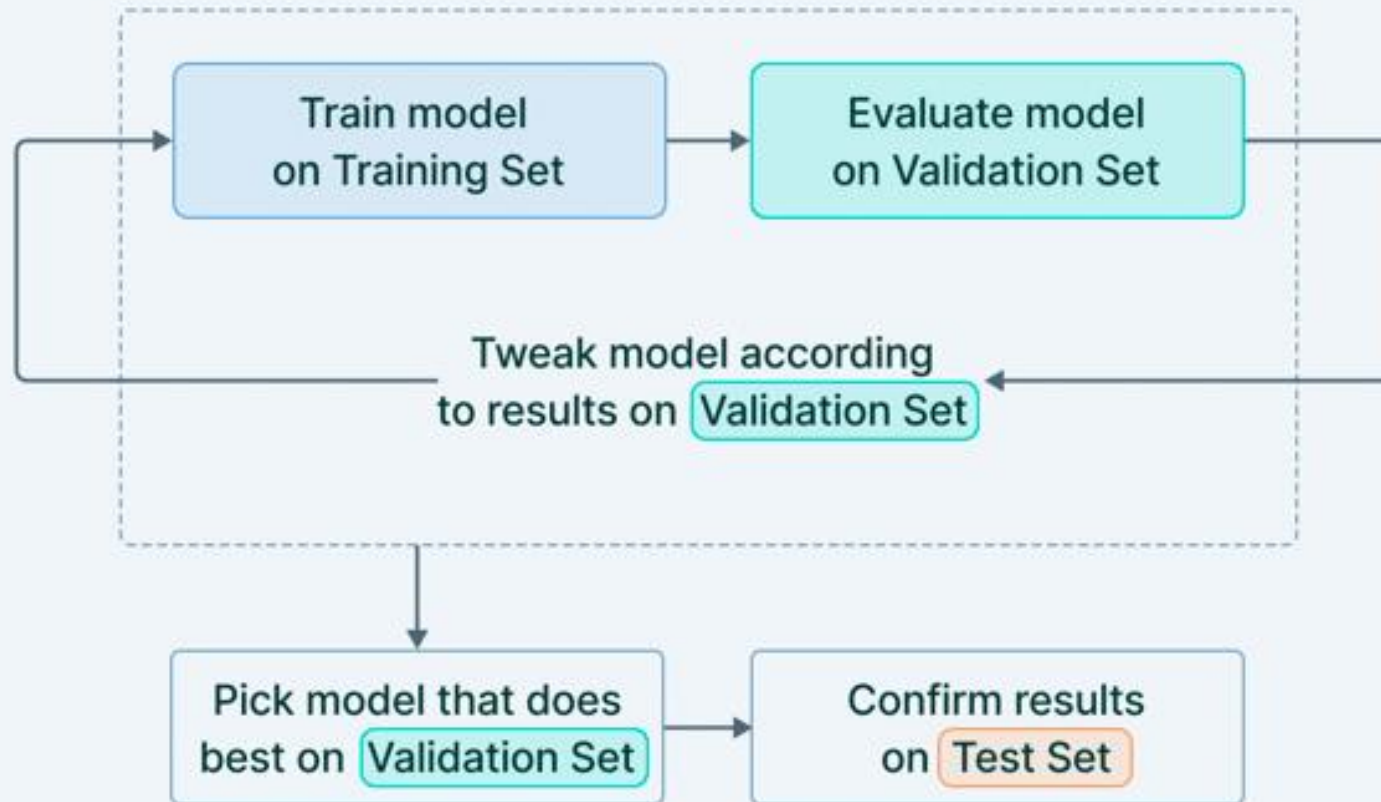 Train model
on Training Set
Evaluate model
on Validation Set
Tweak model according
to results on Validation Set
Pick model that does
best on Validation Set
Confirm results
on Test Set